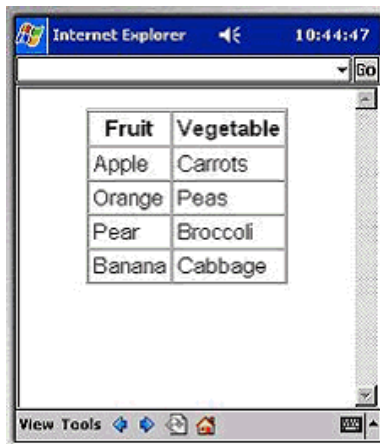 Internet Explorer 10:44:47
Go
Fruit Vegetable
Apple Carrots
Orange Peas
Pear Broccoli
Banana Cabbage
View Tools